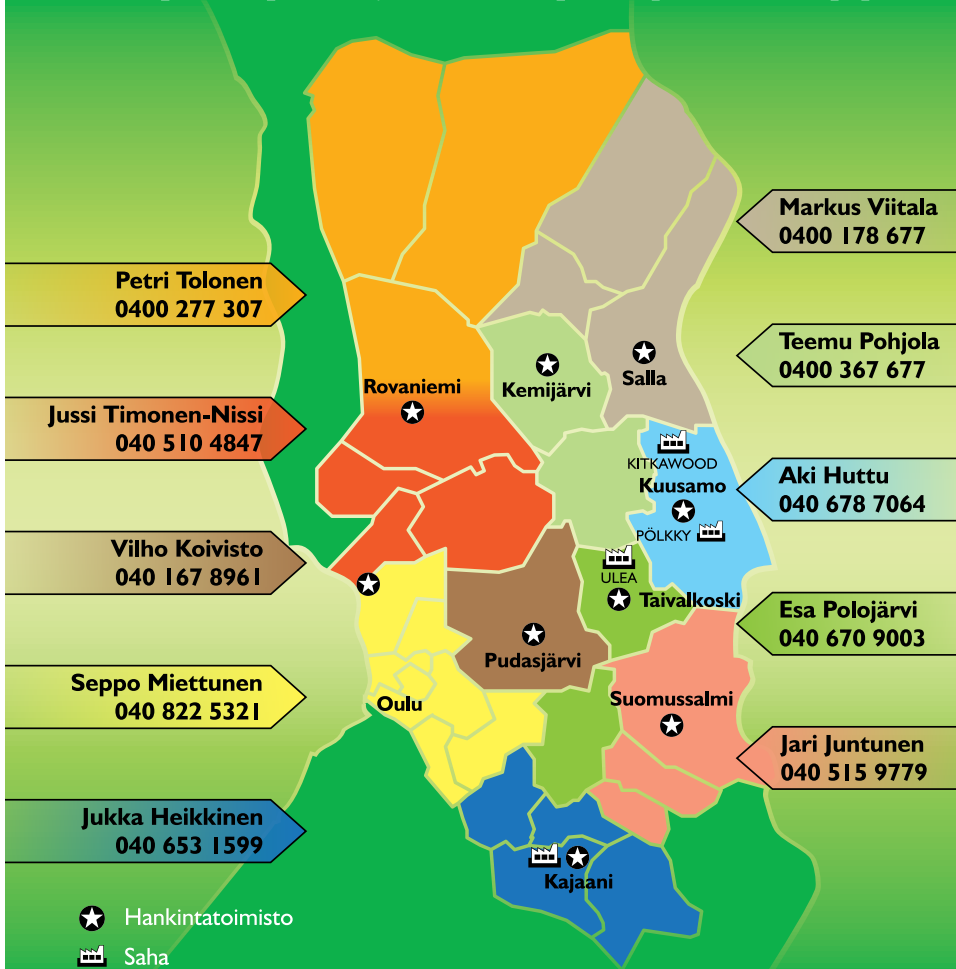 Markus Viitala
0400 178 677
Petri Tolonen
0400 277 307
Teemu Pohjola
0400 367 677
Rovaniemi
Kemijärvi
Salla
Jussi Timonen-Nissi
040 510 4847
KITKAWOOD
Kuusamo
PÖLKKY
Aki Huttu
040 678 7064
Vilho Koivisto
040 167 8961
ULEA
Taivalkoski
Esa Polojärvi
040 670 9003
Pudasjärvi
Seppo Miettunen
040 822 5321
Oulu
Suomussalmi
Jari Juntunen
040 515 9779
Jukka Heikkinen
040 653 1599
Kajaani
Hankintatoimisto
Saha